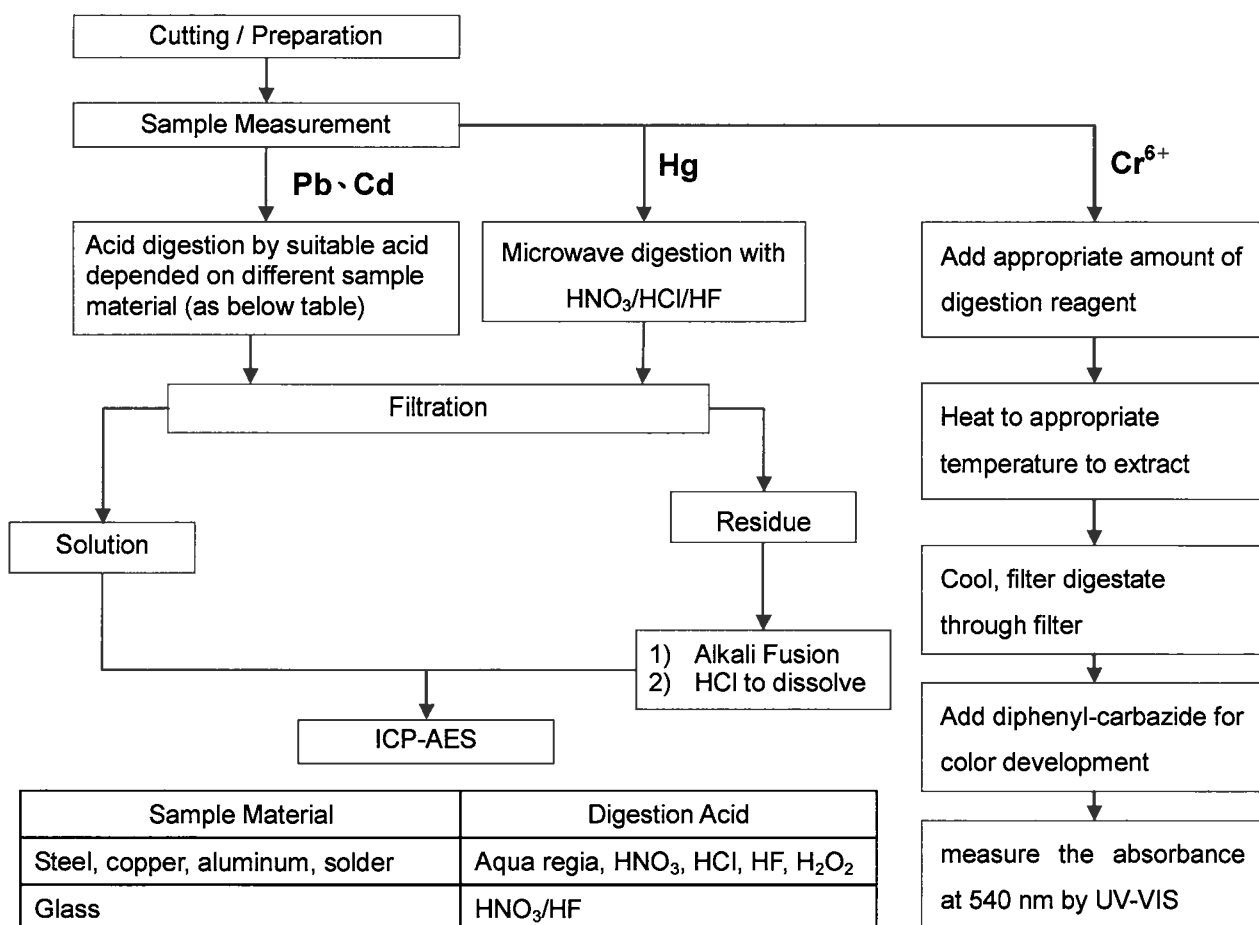 Cutting / Preparation
Sample Measurement
Pb、Cd
Hg
Cr⁶⁺
Acid digestion by suitable acid
depended on different sample
material (as below table)
Microwave digestion with
HNO₃/HCl/HF
Add appropriate amount of
digestion reagent
Filtration
Heat to appropriate
temperature to extract
Solution
Residue
Cool, filter digestate
through filter
1) Alkali Fusion
2) HCl to dissolve
ICP-AES
Add diphenyl-carbazide for
color development
measure the absorbance
at 540 nm by UV-VIS
Sample Material Digestion Acid
Steel, copper, aluminum, solder Aqua regia, HNO₃, HCl, HF, H₂O₂
Glass HNO₃/HF